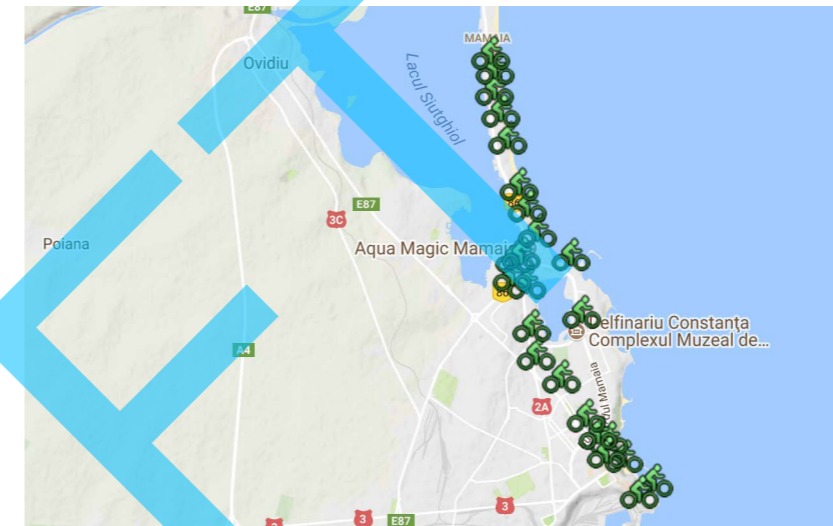 E87
MAMAIA
Ovidiu
Lacul Siutghiol
E87
3C
Poiana
Aqua Magic Mamaia
Delfinariu Constanța
Complexul Muzeal de...
A4
2A
3
3
E87